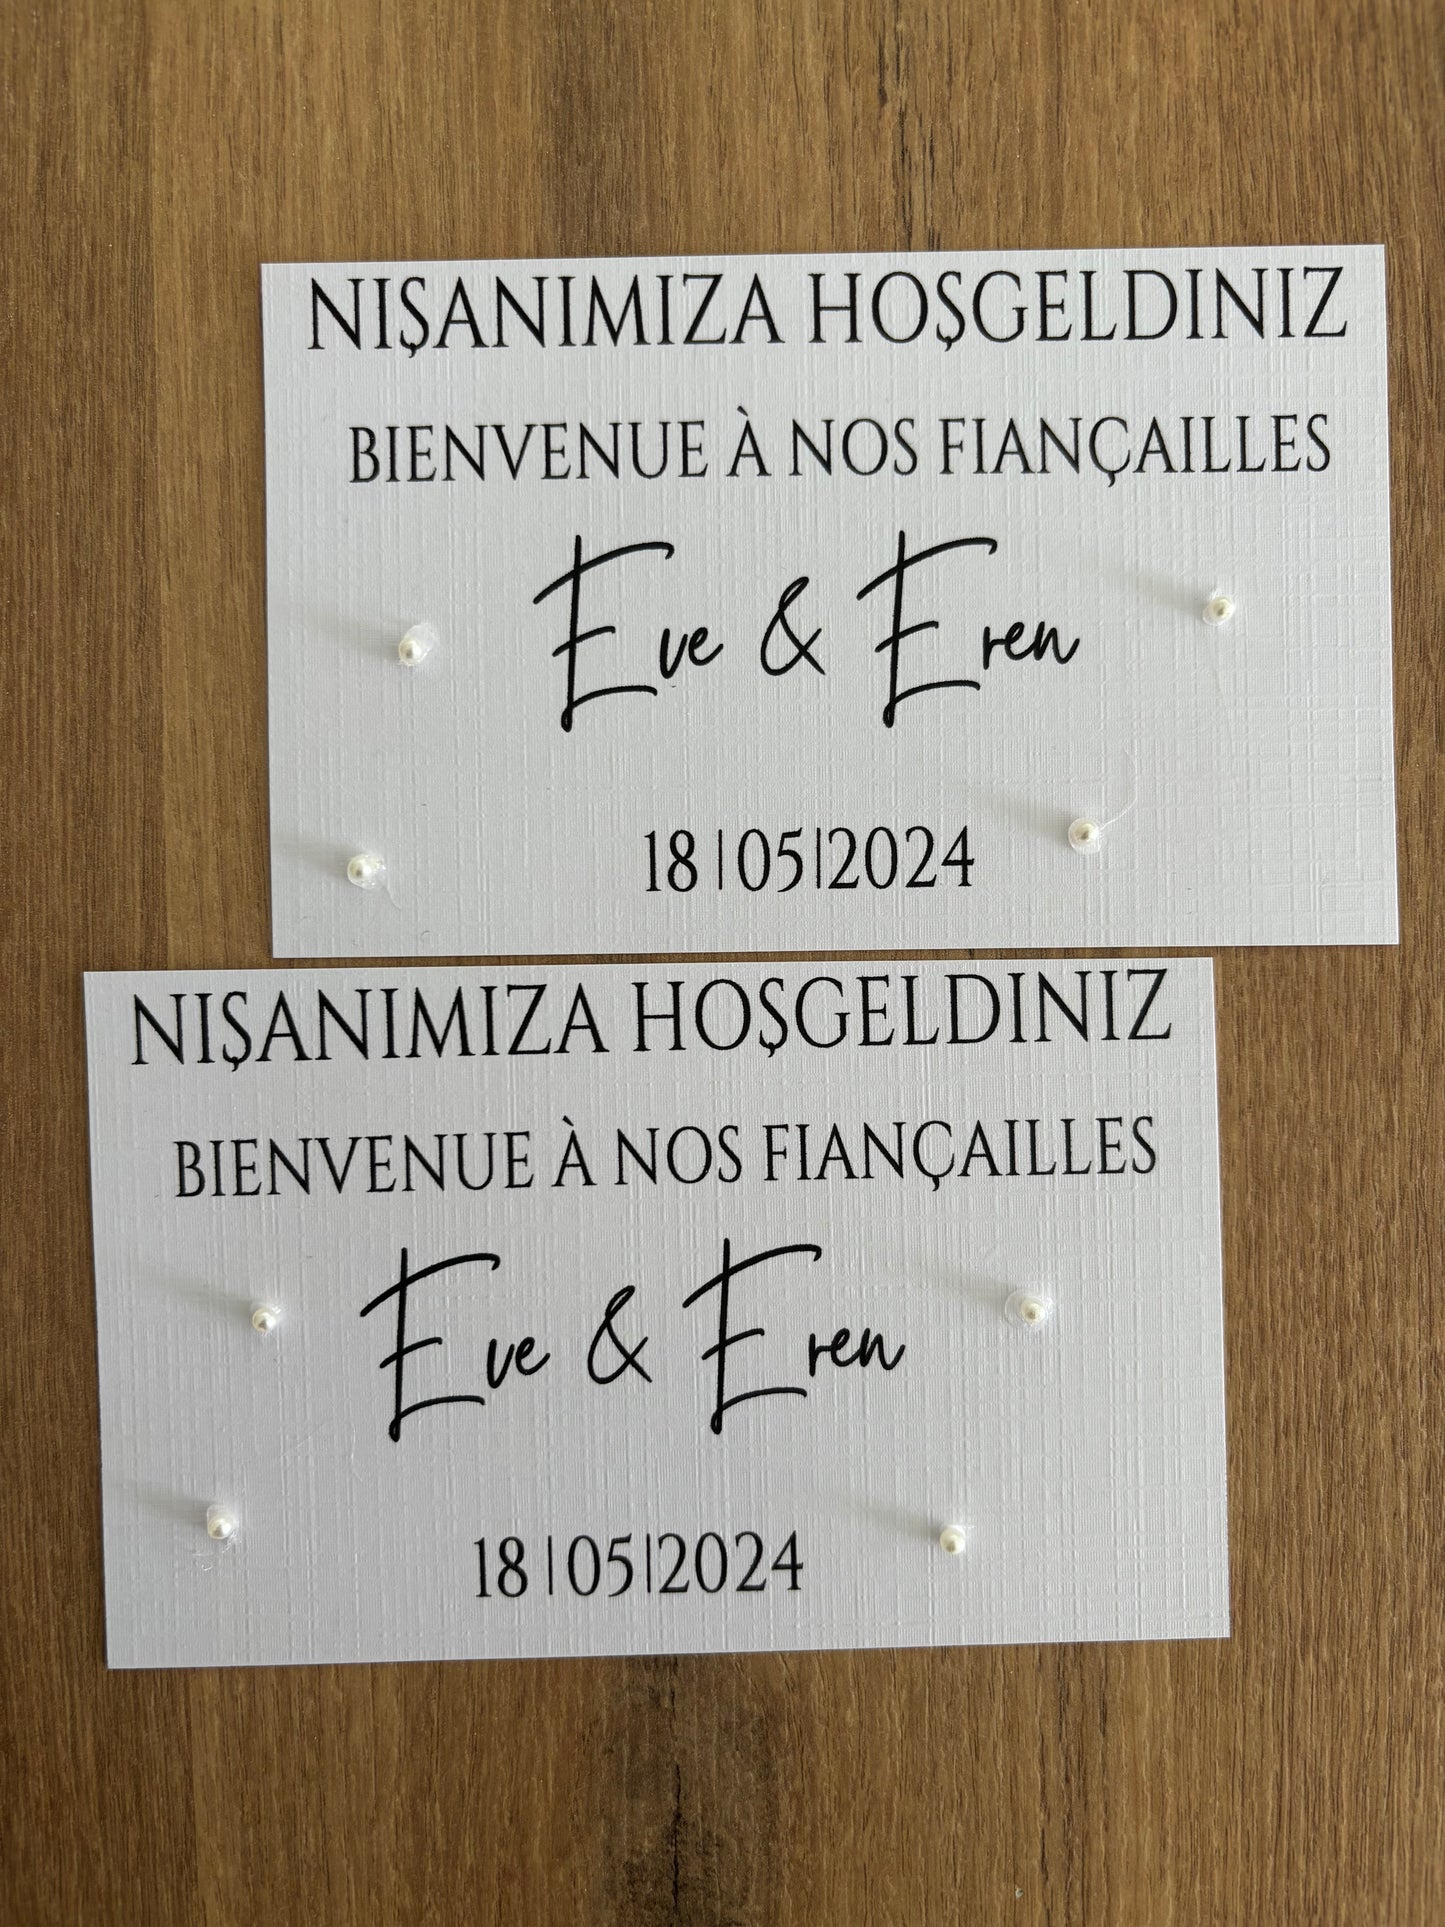 NIŞANIMIZA HOŞGELDINIZ
BIENVENUE À NOS FIANÇAILLES
Eve & Eren
18|05|2024
NIŞANIMIZA HOŞGELDINIZ
BIENVENUE À NOS FIANÇAILLES
Eve & Eren
18|05|2024